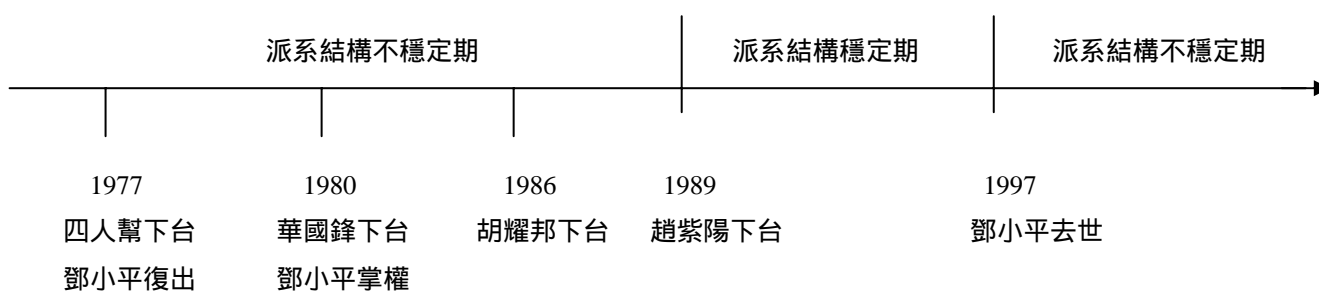 派系結構不穩定期 派系結構穩定期 派系結構不穩定期
1977 1980 1986 1989 1997
四人幫下台 華國鋒下台 胡耀邦下台 趙紫陽下台 鄧小平去世
鄧小平復出 鄧小平掌權